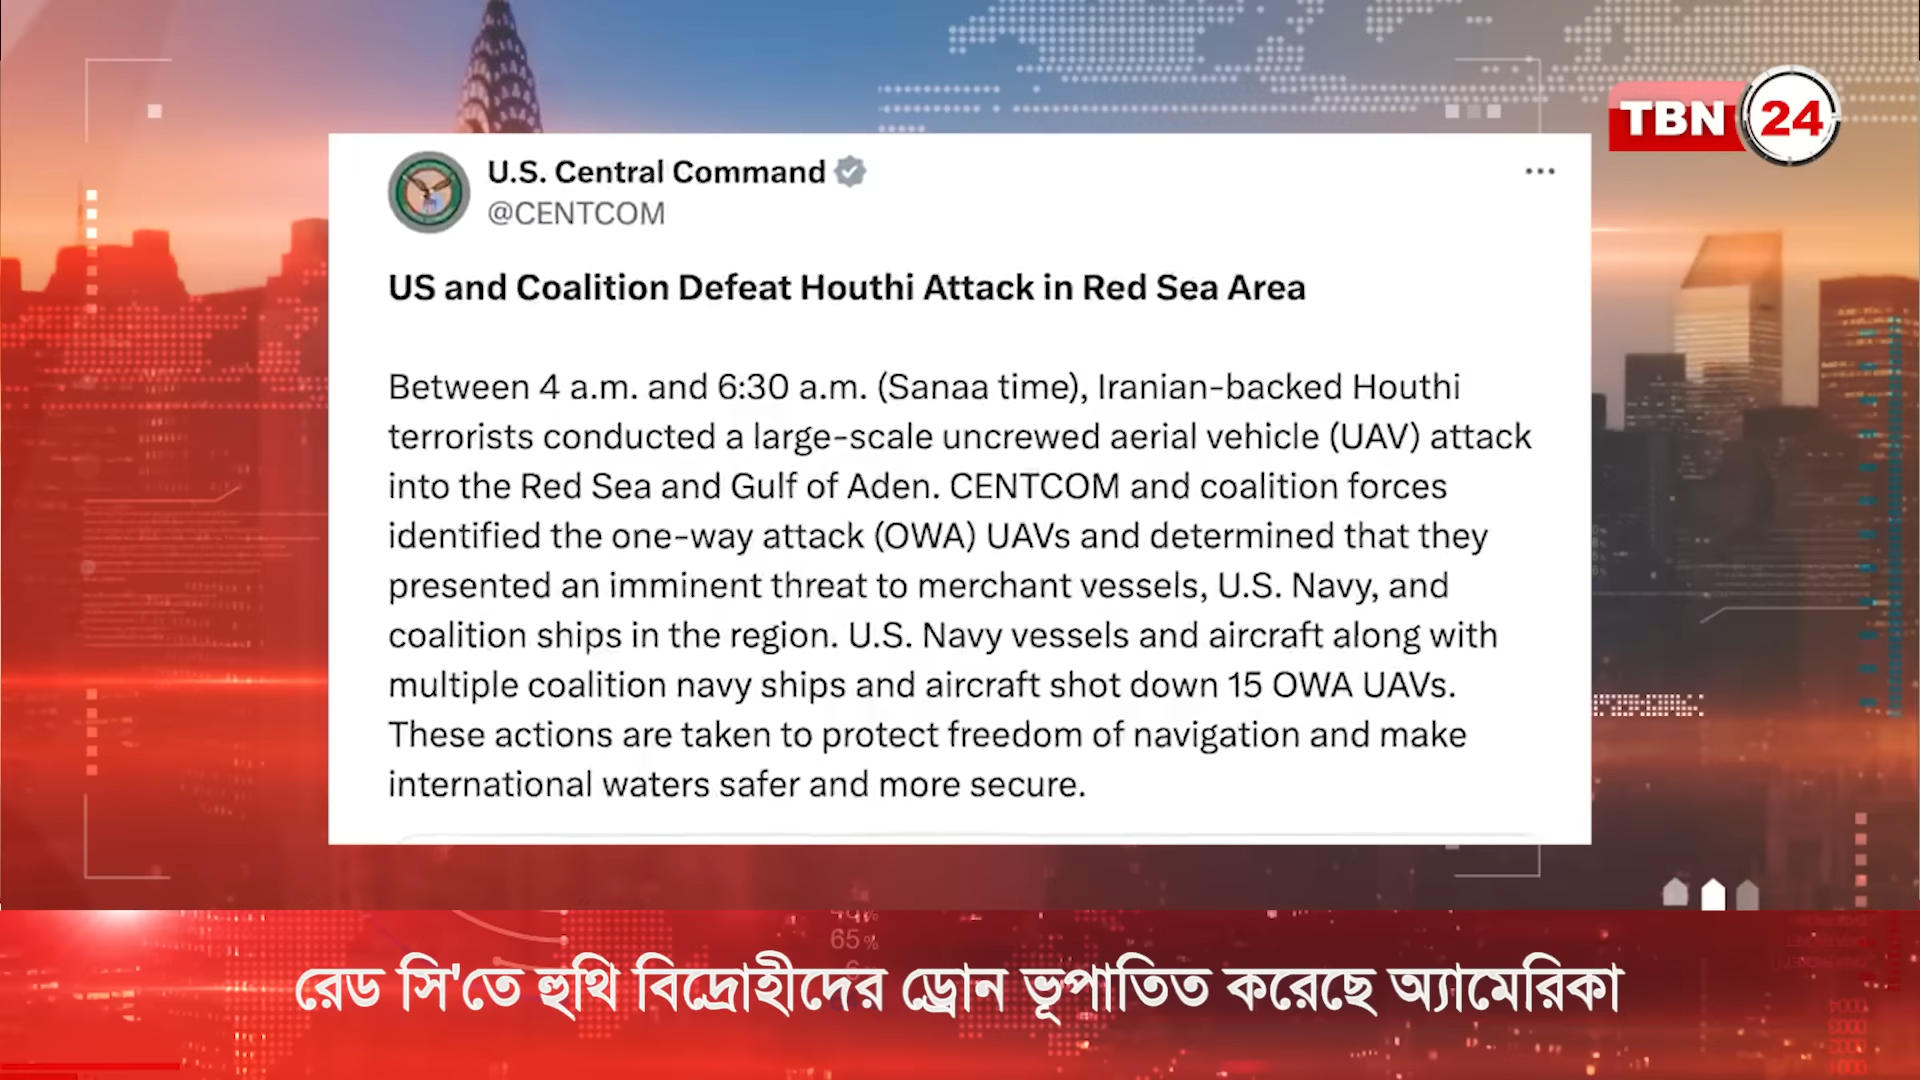 TBN 24
U.S. Central Command
@CENTCOM
US and Coalition Defeat Houthi Attack in Red Sea Area
Between 4 a.m. and 6:30 a.m. (Sanaa time), Iranian-backed Houthi
terrorists conducted a large-scale uncrewed aerial vehicle (UAV) attack
into the Red Sea and Gulf of Aden. CENTCOM and coalition forces
identified the one-way attack (OWA) UAVs and determined that they
presented an imminent threat to merchant vessels, U.S. Navy, and
coalition ships in the region. U.S. Navy vessels and aircraft along with
multiple coalition navy ships and aircraft shot down 15 OWA UAVs.
These actions are taken to protect freedom of navigation and make
international waters safer and more secure.
65%
রেড সি'তে হুথি বিদ্রোহীদের ড্রোন ভূপাতিত করেছে অ্যামেরিকা